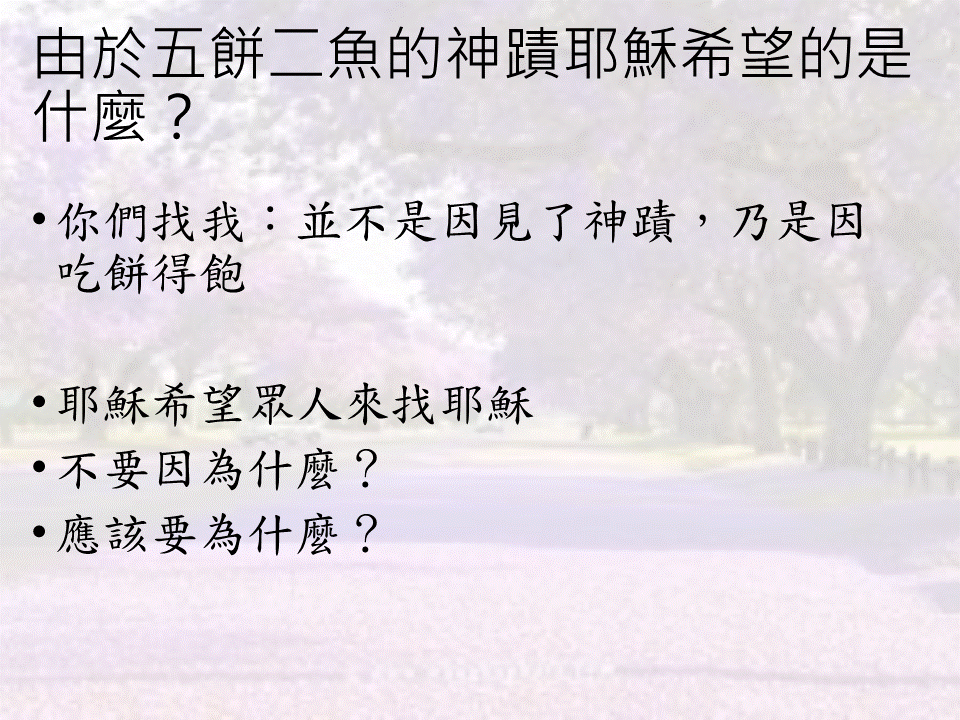 由於五餅二魚的神蹟耶穌希望的是
什麼？
•你們找我：並不是因見了神蹟，乃是因
吃餅得飽
•耶穌希望眾人來找耶穌
•不要因為什麼？
•應該要為什麼？